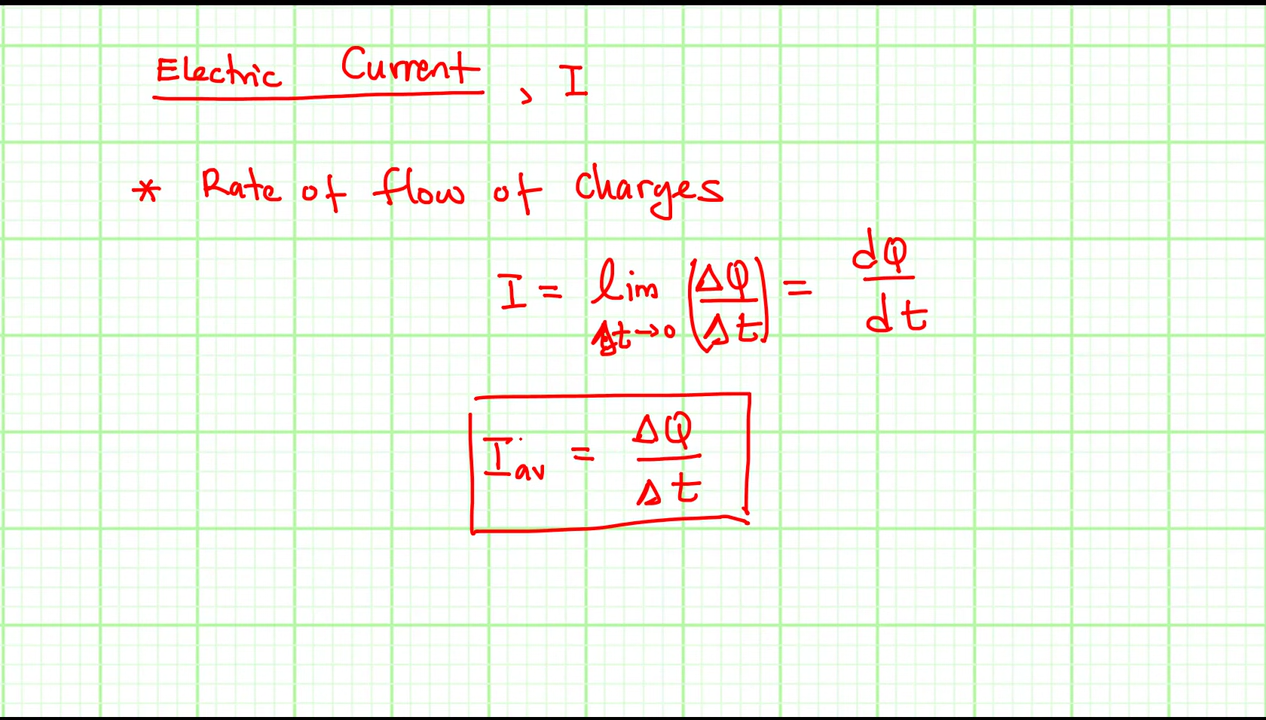 Electric Current, I
* Rate of flow of charges
I = lim Δt→0 (ΔQ/Δt) = dQ/dt
Iav = ΔQ/Δt